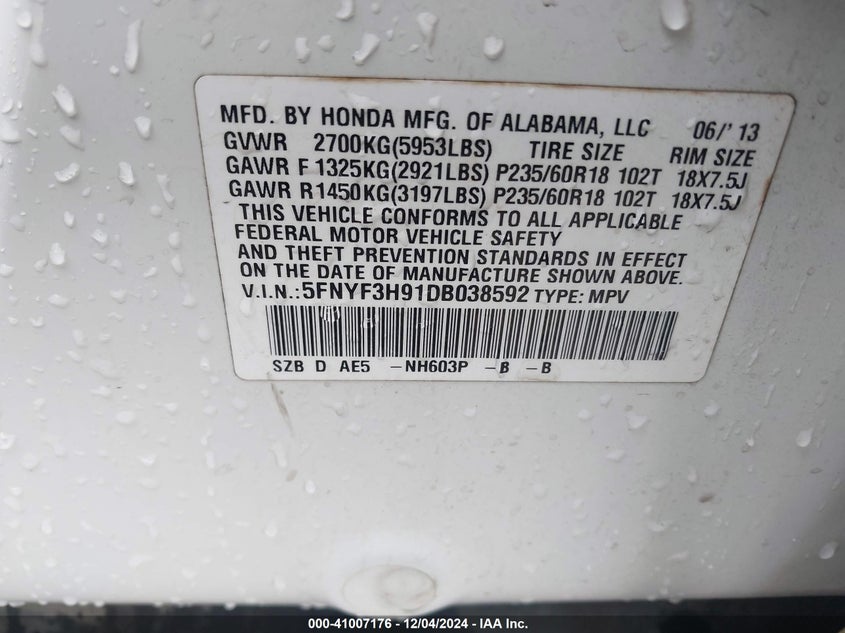 MFD. BY HONDA MFG. OF ALABAMA, LLC 06/'13
GVWR 2700KG(5953LBS) TIRE SIZE RIM SIZE
GAWR F 1325KG(2921LBS) P235/60R18 102T 18X7.5J
GAWR R1450KG(3197LBS) P235/60R18 102T 18X7.5J
THIS VEHICLE CONFORMS TO ALL APPLICABLE
FEDERAL MOTOR VEHICLE SAFETY
AND THEFT PREVENTION STANDARDS IN EFFECT
ON THE DATE OF MANUFACTURE SHOWN ABOVE.
V.I.N.:5FNYF3H91DB038592 TYPE: MPV
SZB D AE5 -NH603P -B -B
000-41007176 - 12/04/2024 - IAA Inc.